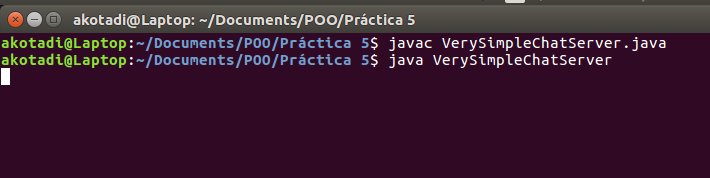 akotadi@Laptop: ~/Documents/POO/Práctica 5
akotadi@Laptop:~/Documents/POO/Práctica 5$ javac VerySimpleChatServer.java
akotadi@Laptop:~/Documents/POO/Práctica 5$ java VerySimpleChatServer